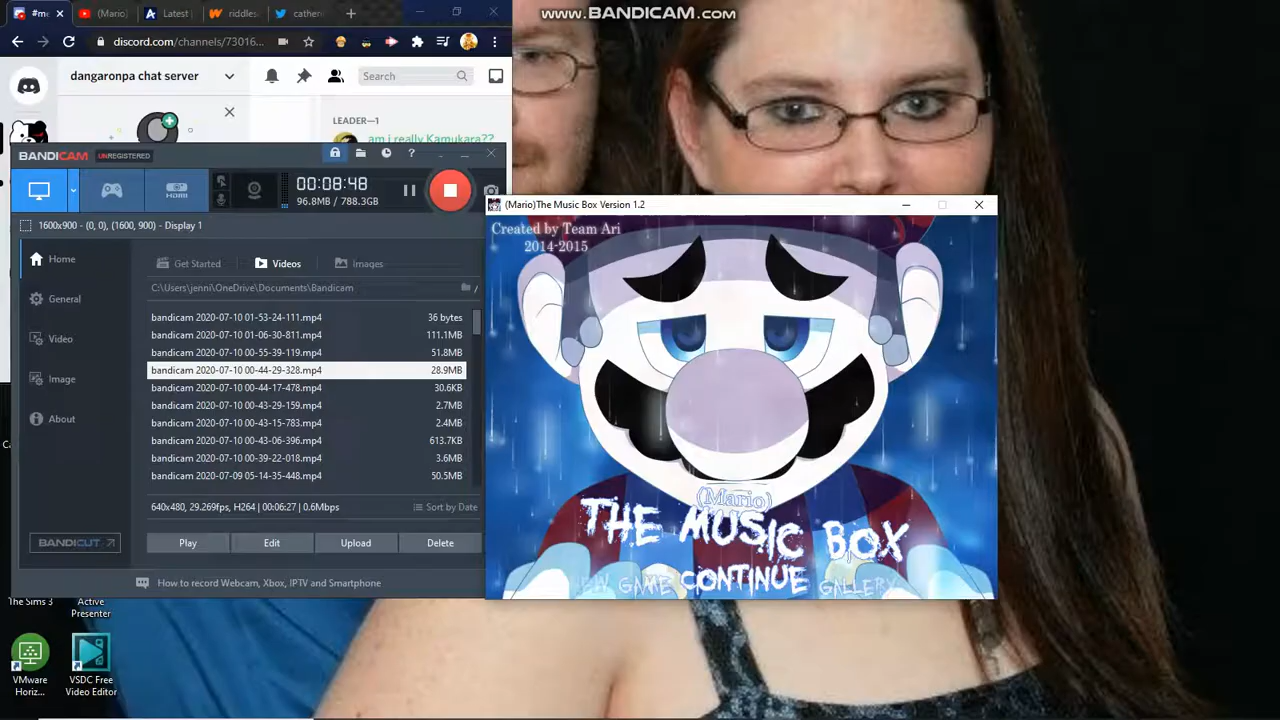 www.BANDICAM.com
#me
(Mario)
Latest
riddles
cather
discord.com/channels/73016...
dangaronpa chat server
Search
LEADER—1
am i really Kamukara??
BANDICAM UNREGISTERED
HDMI
00:08:48
96.8MB / 788.3GB
1600x900 - (0, 0), (1600, 900) - Display 1
Home
General
Video
Image
About
Get Started
Videos
Images
C:\Users\jenni\OneDrive\Documents\Bandicam
bandicam 2020-07-10 01-53-24-111.mp4 36 bytes
bandicam 2020-07-10 01-06-30-811.mp4 111.1MB
bandicam 2020-07-10 00-55-39-119.mp4 51.8MB
bandicam 2020-07-10 00-44-29-328.mp4 28.9MB
bandicam 2020-07-10 00-44-17-478.mp4 30.6KB
bandicam 2020-07-10 00-43-29-159.mp4 2.7MB
bandicam 2020-07-10 00-43-15-783.mp4 2.4MB
bandicam 2020-07-10 00-43-06-396.mp4 613.7KB
bandicam 2020-07-10 00-39-22-018.mp4 3.6MB
bandicam 2020-07-09 05-14-35-448.mp4 50.5MB
640x480, 29.269fps, H264 | 00:06:27 | 0.6Mbps
Sort by Date
BANDICUT
Play
Edit
Upload
Delete
How to record Webcam, Xbox, IPTV and Smartphone
(Mario)The Music Box Version 1.2
Created by Team Ari
2014-2015
(Mario)
THE MUSIC BOX
NEW GAME CONTINUE GALLERY
The Sims 3
Active
Presenter
VMware
Horiz...
VSDC Free
Video Editor